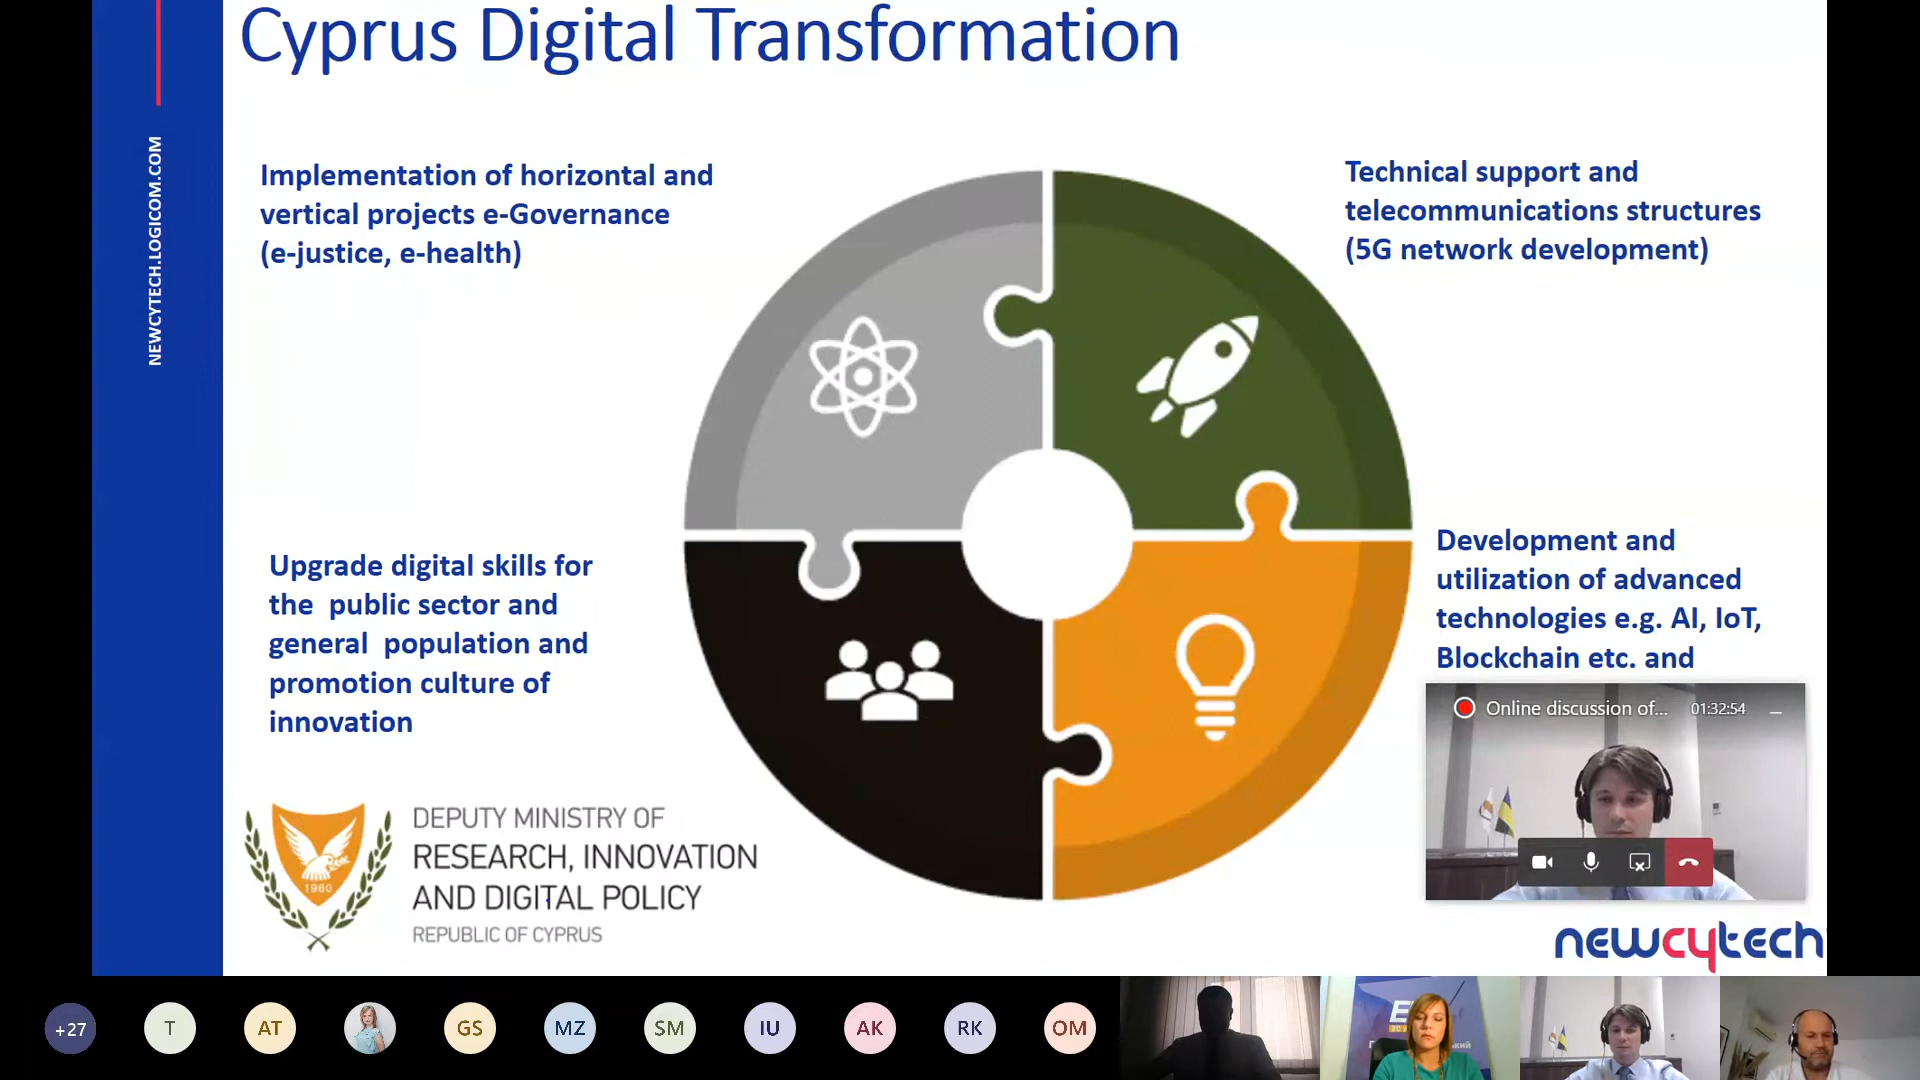 Cyprus Digital Transformation
NEWCYTECH.LOGICOM.COM
Implementation of horizontal and
vertical projects e-Governance
(e-justice, e-health)
Technical support and
telecommunications structures
(5G network development)
Upgrade digital skills for
the public sector and
general population and
promotion culture of
innovation
Development and
utilization of advanced
technologies e.g. AI, IoT,
Blockchain etc. and
Online discussion of... 01:32:54
1960
DEPUTY MINISTRY OF
RESEARCH, INNOVATION
AND DIGITAL POLICY
REPUBLIC OF CYPRUS
newcytech
+27 T AT GS MZ SM IU AK RK OM